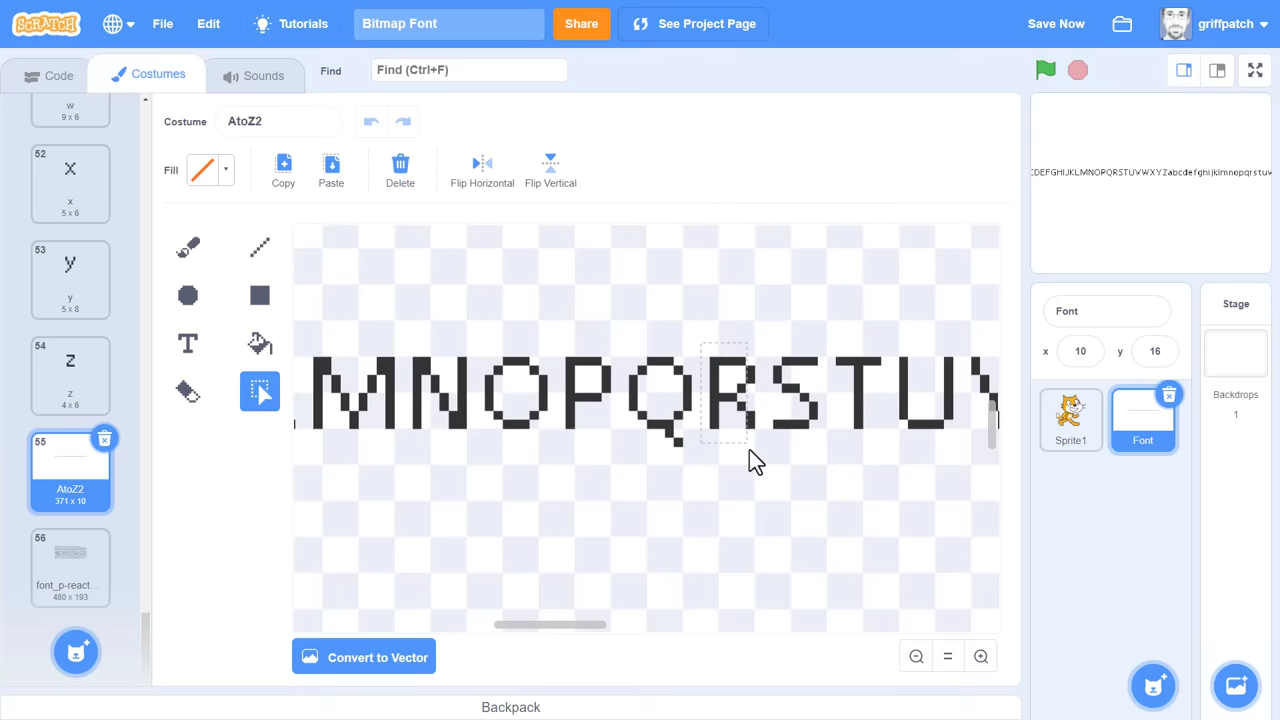 SCRATCH
File
Edit
Tutorials
Bitmap Font
Share
See Project Page
Save Now
griffpatch
Code
Costumes
Sounds
Find
Find (Ctrl+F)
w
9 x 6
52
x
x
5 x 6
53
y
y
5 x 8
54
z
z
4 x 6
55
AtoZ2
371 x 10
56
font_p-react...
480 x 193
Costume
AtoZ2
Fill
Copy
Paste
Delete
Flip Horizontal
Flip Vertical
T
MNOPQRSTUV
Convert to Vector
Backpack
CDEFGHIJKLMNOPQRSTUVWXYZabcdefghijklmnopqrstuv
Font
x
10
y
16
Sprite1
Font
Stage
Backdrops
1